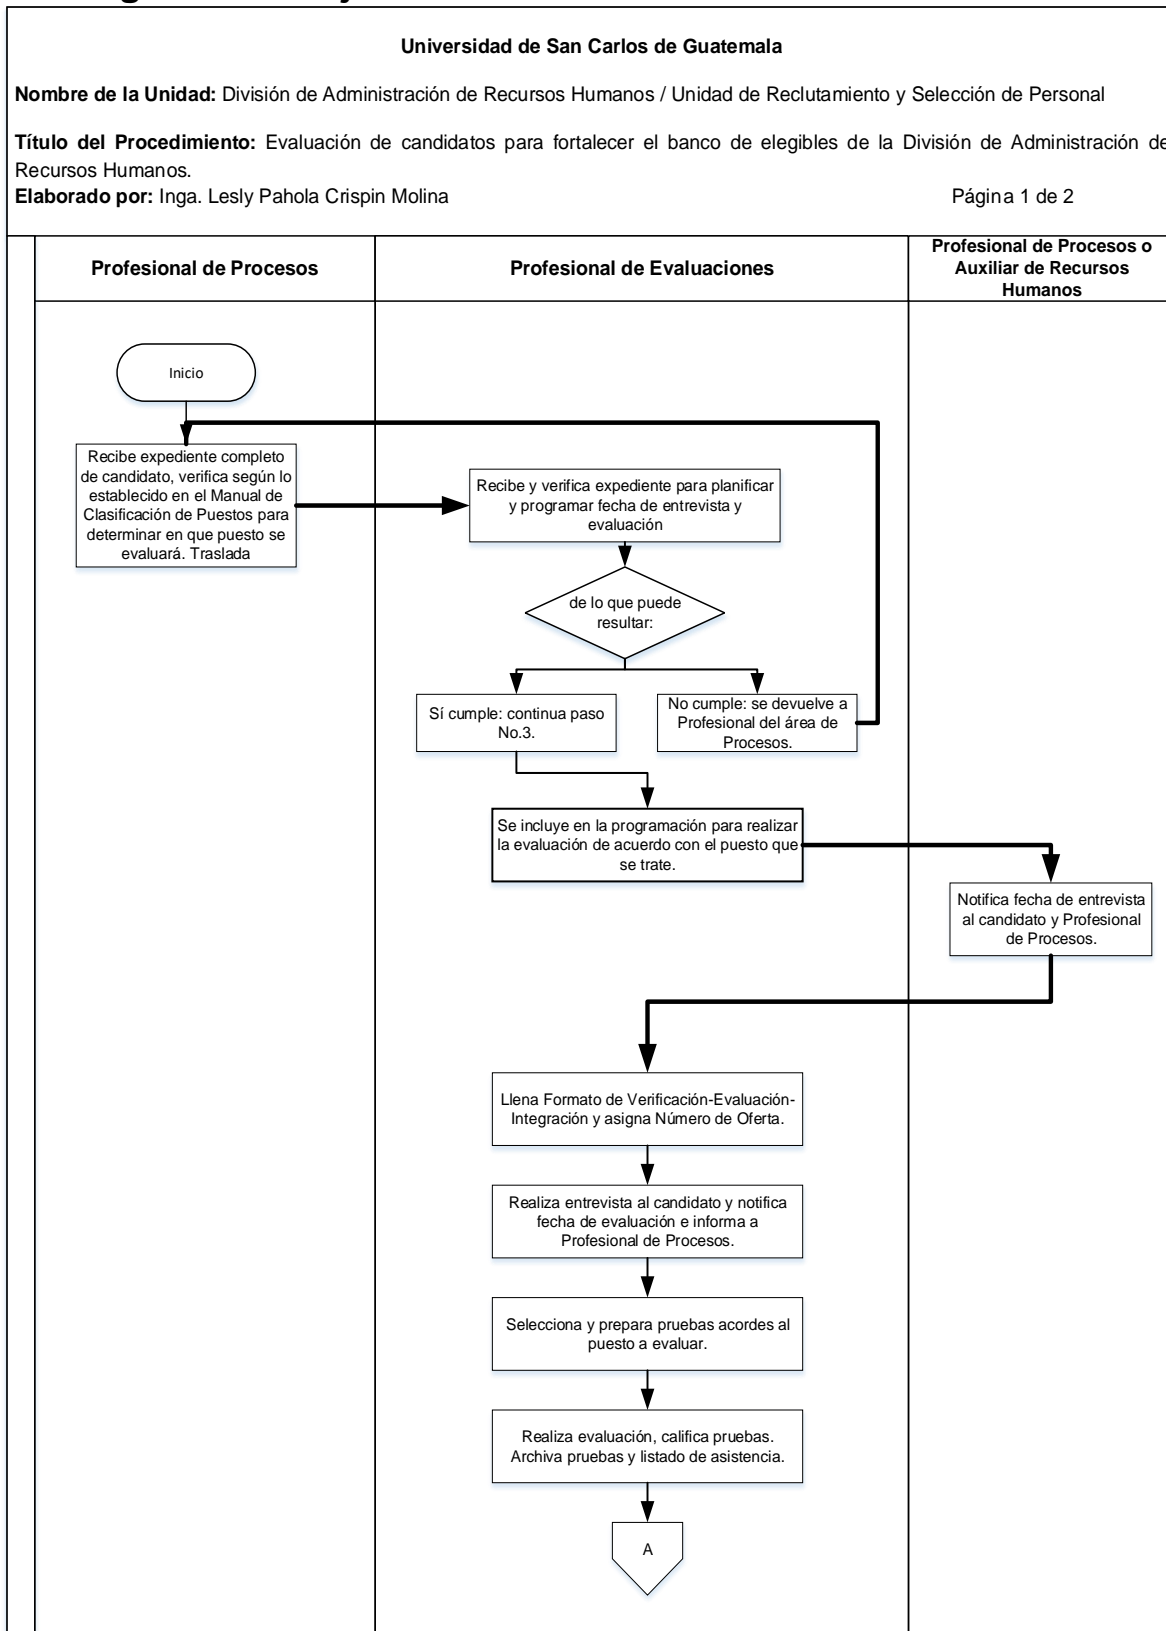 Universidad de San Carlos de Guatemala
Nombre de la Unidad: División de Administración de Recursos Humanos / Unidad de Reclutamiento y Selección de Personal
Título del Procedimiento: Evaluación de candidatos para fortalecer el banco de elegibles de la División de Administración de
Recursos Humanos.
Elaborado por: Inga. Lesly Pahola Crispin Molina
Página 1 de 2
Profesional de Procesos
Profesional de Evaluaciones
Profesional de Procesos o
Auxiliar de Recursos
Humanos
Inicio
Recibe expediente completo
de candidato, verifica según lo
establecido en el Manual de
Clasificación de Puestos para
determinar en que puesto se
evaluará. Traslada
Recibe y verifica expediente para planificar
y programar fecha de entrevista y
evaluación
de lo que puede
resultar:
Sí cumple: continua paso
No.3.
No cumple: se devuelve a
Profesional del área de
Procesos.
Se incluye en la programación para realizar
la evaluación de acuerdo con el puesto que
se trate.
Notifica fecha de entrevista
al candidato y Profesional
de Procesos.
Llena Formato de Verificación-Evaluación-
Integración y asigna Número de Oferta.
Realiza entrevista al candidato y notifica
fecha de evaluación e informa a
Profesional de Procesos.
Selecciona y prepara pruebas acordes al
puesto a evaluar.
Realiza evaluación, califica pruebas.
Archiva pruebas y listado de asistencia.
A